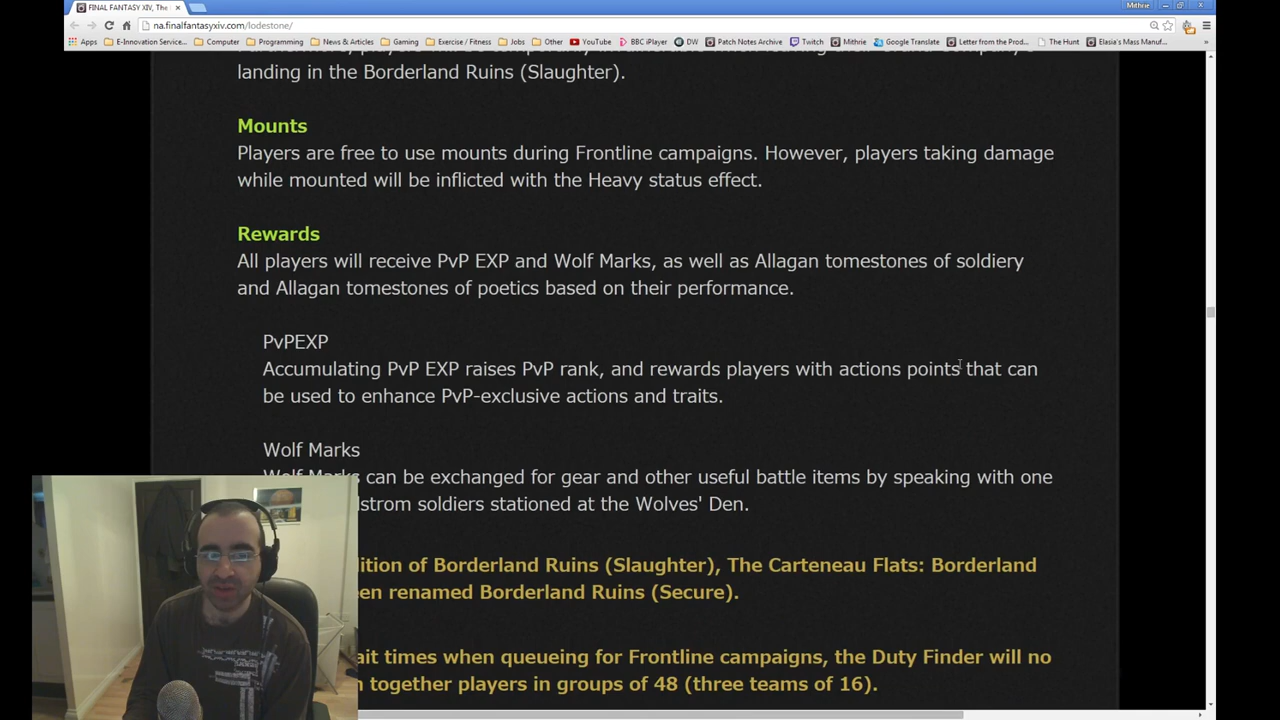 FINAL FANTASY XIV, The
Mithrie
na.finalfantasyxiv.com/lodestone/
Apps E-Innovation Service... Computer Programming News & Articles Gaming Exercise / Fitness Jobs Other YouTube BBC iPlayer DW Patch Notes Archive Twitch Mithrie Google Translate Letter from the Prod... The Hunt Elasia's Mass Manuf...
landing in the Borderland Ruins (Slaughter).
Mounts
Players are free to use mounts during Frontline campaigns. However, players taking damage
while mounted will be inflicted with the Heavy status effect.
Rewards
All players will receive PvP EXP and Wolf Marks, as well as Allagan tomestones of soldiery
and Allagan tomestones of poetics based on their performance.
PvPEXP
Accumulating PvP EXP raises PvP rank, and rewards players with actions points that can
be used to enhance PvP-exclusive actions and traits.
Wolf Marks
Wolf Marks can be exchanged for gear and other useful battle items by speaking with one
soldiers stationed at the Wolves' Den.
of Borderland Ruins (Slaughter), The Carteneau Flats: Borderland
renamed Borderland Ruins (Secure).
times when queueing for Frontline campaigns, the Duty Finder will no
together players in groups of 48 (three teams of 16).